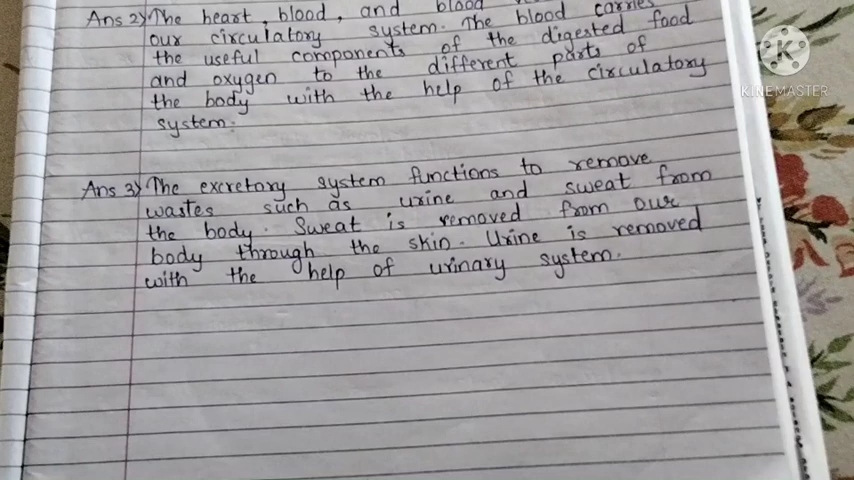 Ans 2) The heart, blood, and blood
our circulatory system. The blood carries
the useful components of the digested food
and oxygen to the different parts of
the body with the help of the circulatory
system.
Ans 3) The excretory system functions to remove
wastes such as urine and sweat from
the body. Sweat is removed from our
body through the skin. Urine is removed
with the help of urinary system.
K
KINEMASTER